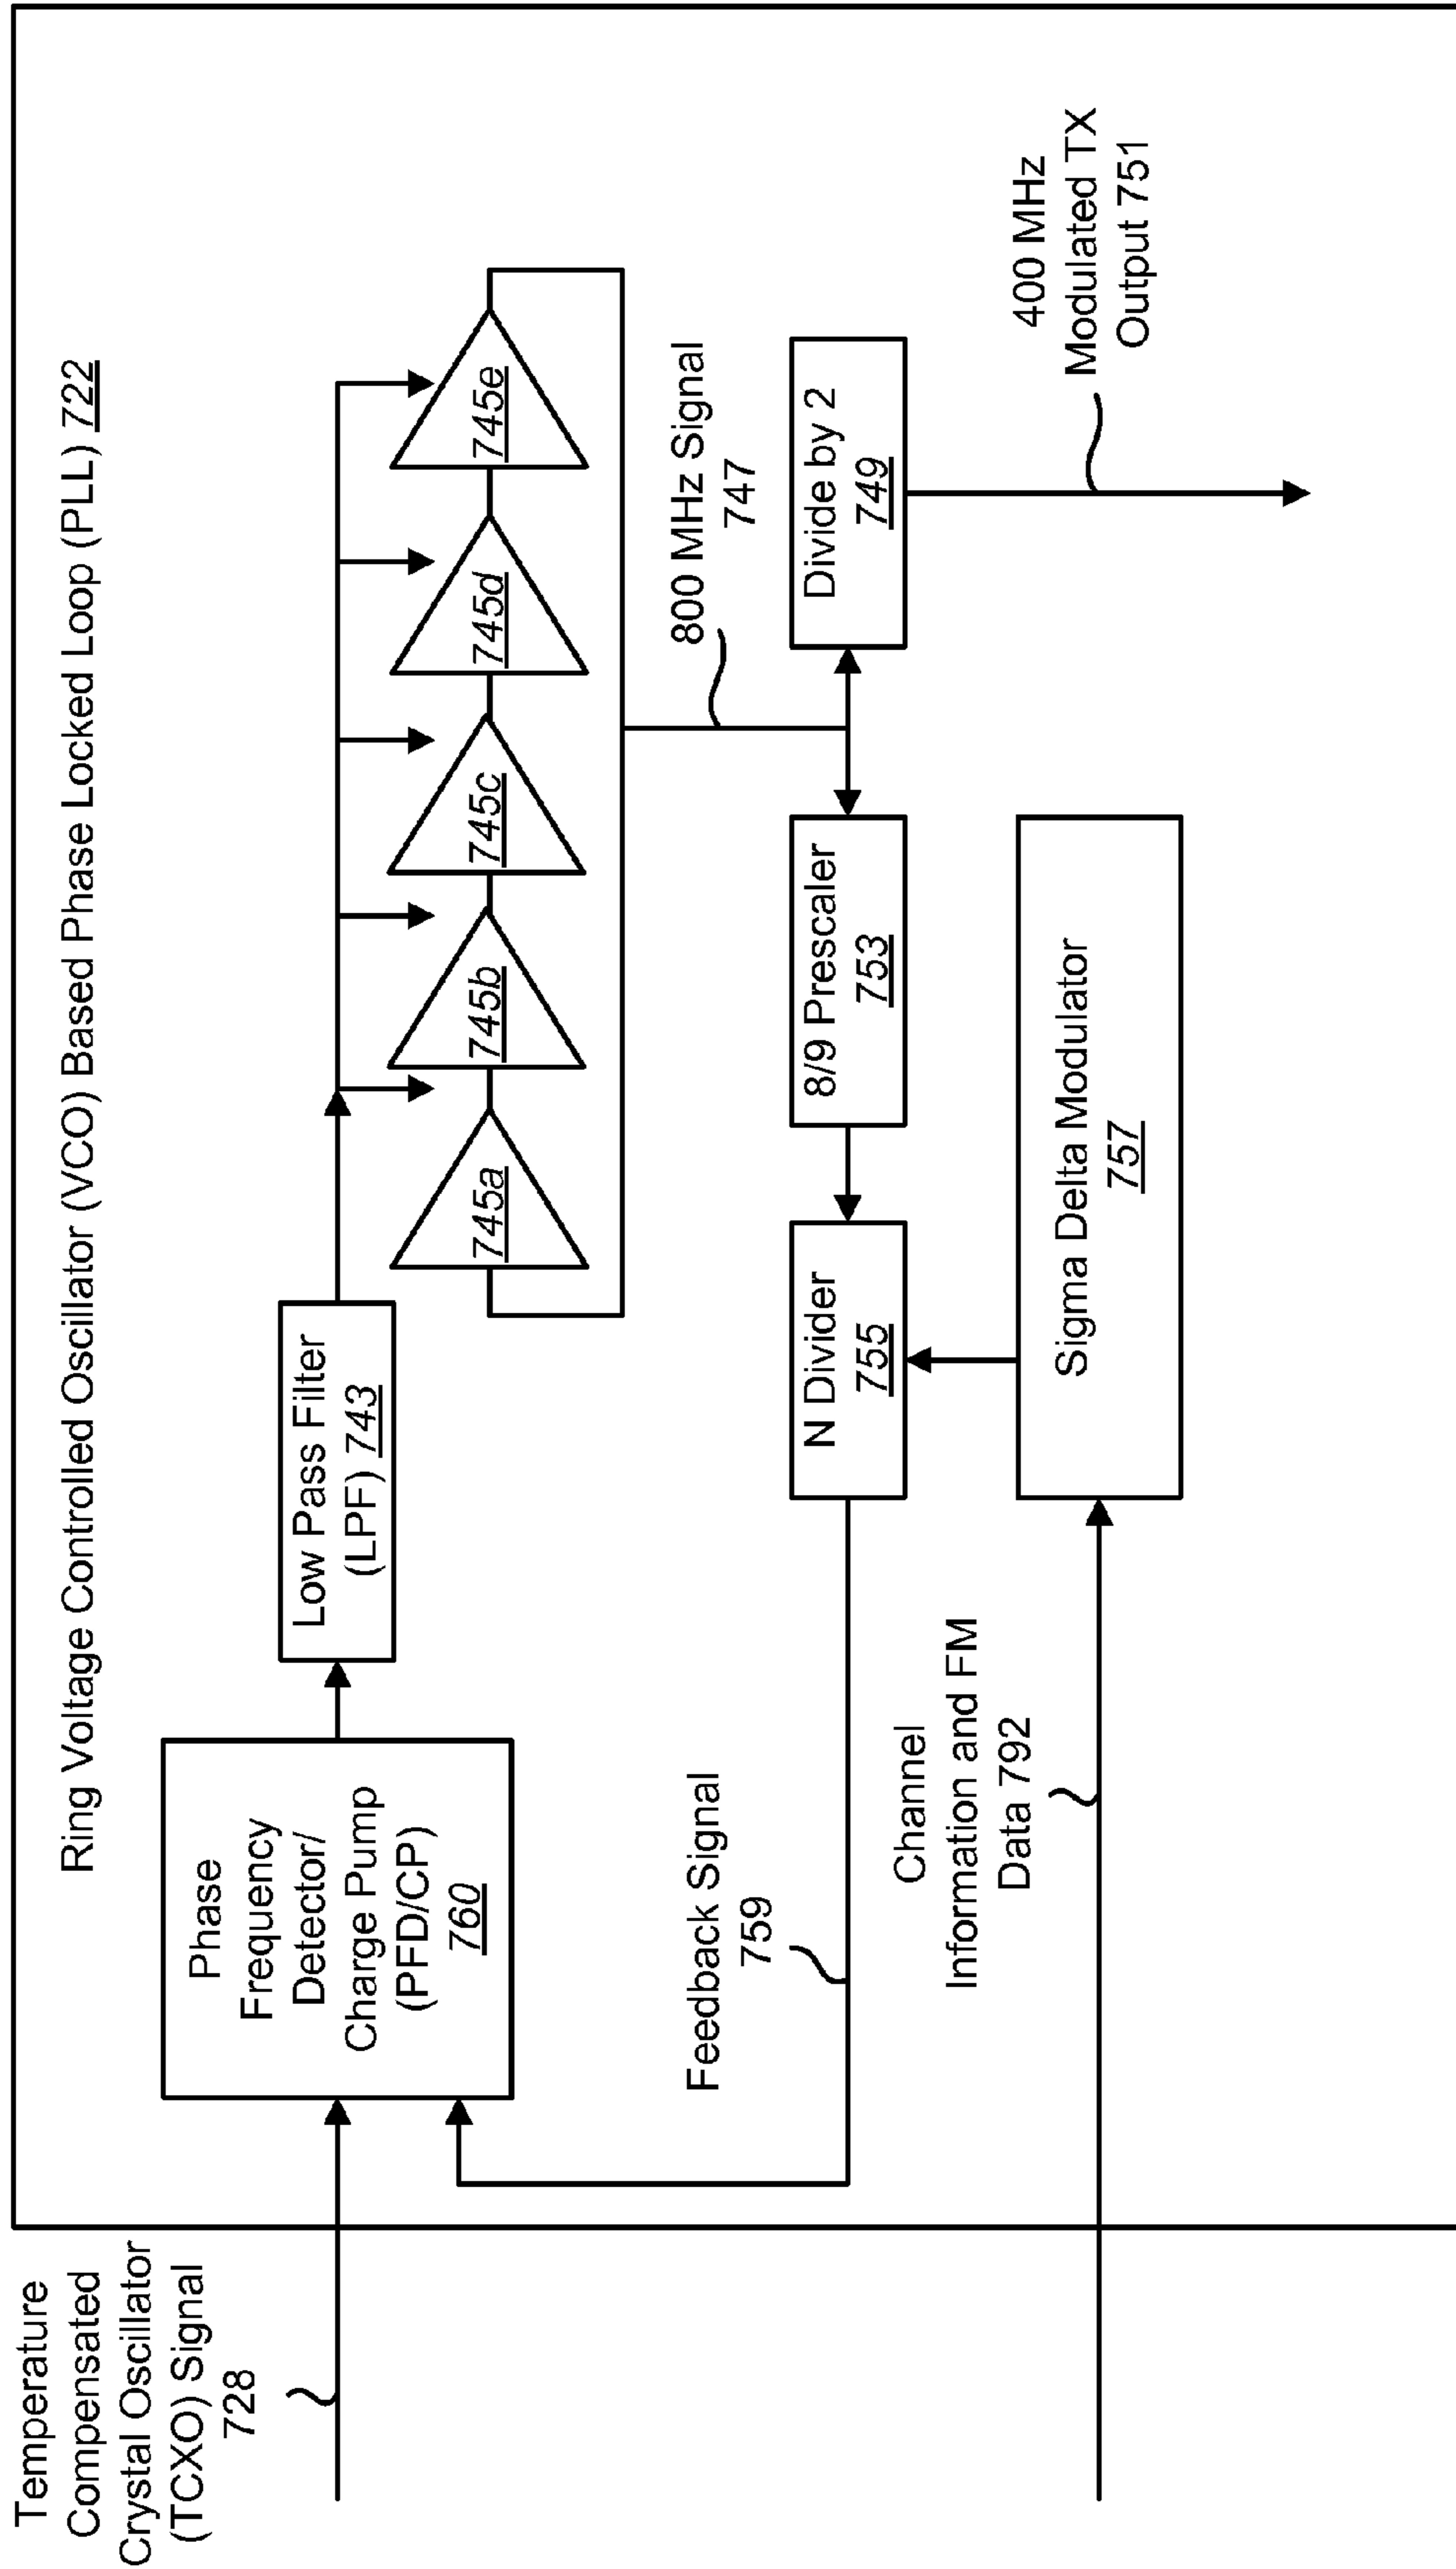 Ring Voltage Controlled Oscillator (VCO) Based Phase Locked Loop (PLL) 722
Temperature
Compensated
Crystal Oscillator
(TCXO) Signal
728
Phase
Frequency
Detector/
Charge Pump
(PFD/CP)
760
Low Pass Filter
(LPF) 743
745a
745b
745c
745d
745e
800 MHz Signal
747
Feedback Signal
759
N Divider
755
8/9 Prescaler
753
Divide by 2
749
Channel
Information and FM
Data 792
Sigma Delta Modulator
757
400 MHz
Modulated TX
Output 751